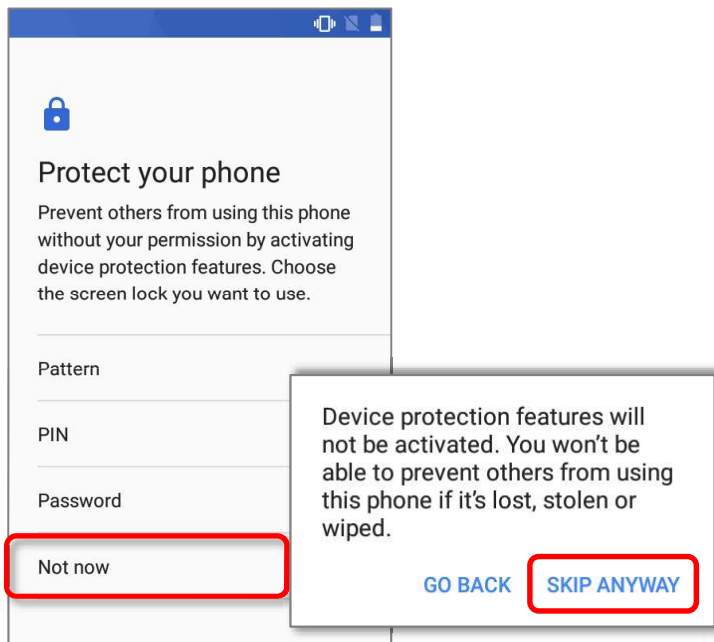 Protect your phone
Prevent others from using this phone
without your permission by activating
device protection features. Choose
the screen lock you want to use.
Pattern
PIN
Password
Not now
Device protection features will
not be activated. You won't be
able to prevent others from using
this phone if it's lost, stolen or
wiped.
GO BACK SKIP ANYWAY